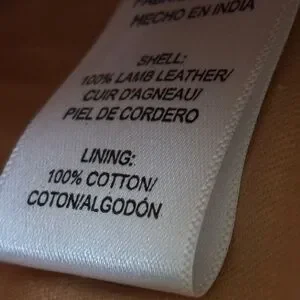 HECHO EN INDIA
SHELL:
100% LAMB LEATHER/
CUIR D'AGNEAU/
PIEL DE CORDERO
LINING:
100% COTTON/
COTON/ALGODÓN